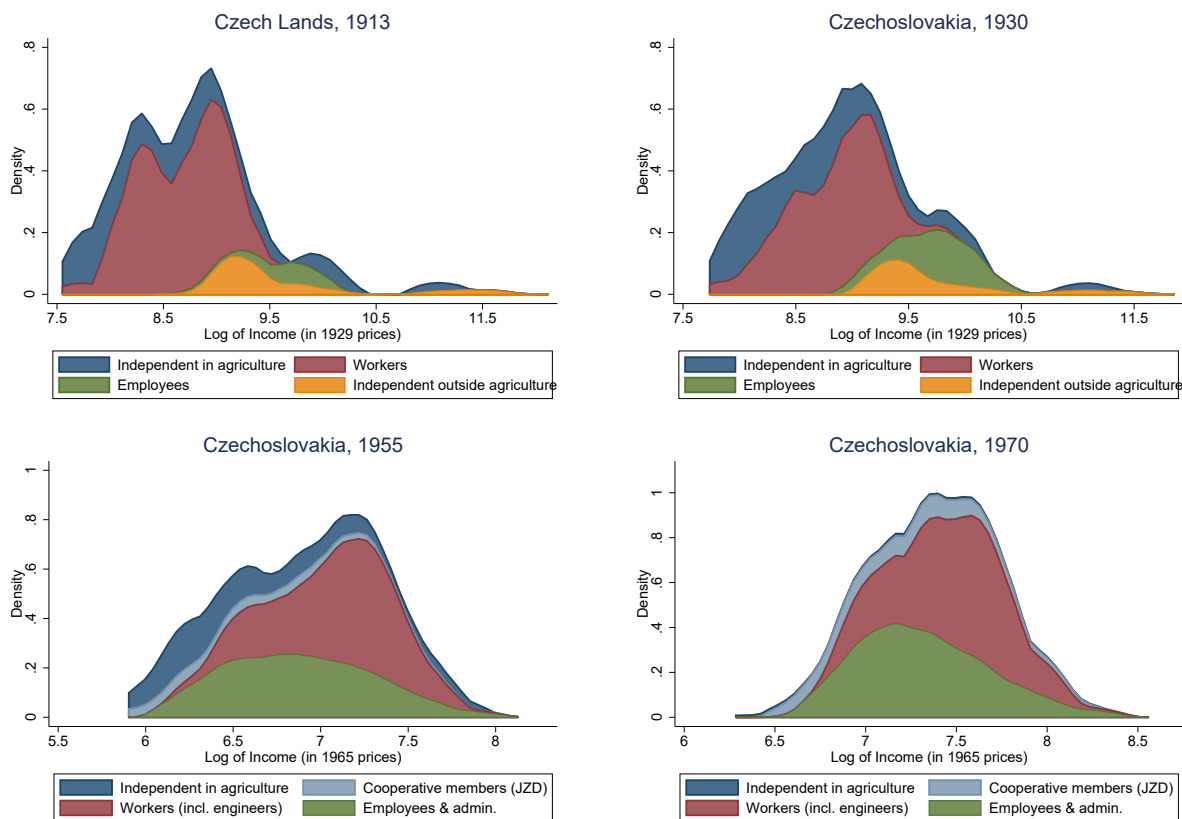 Czech Lands, 1913
Density
0 .2 .4 .6 .8
7.5 8.5 9.5 10.5 11.5
Log of Income (in 1929 prices)
Independent in agriculture Workers
Employees Independent outside agriculture
Czechoslovakia, 1930
Density
0 .2 .4 .6 .8
7.5 8.5 9.5 10.5 11.5
Log of Income (in 1929 prices)
Independent in agriculture Workers
Employees Independent outside agriculture
Czechoslovakia, 1955
Density
0 .2 .4 .6 .8 1
5.5 6 6.5 7 7.5 8
Log of Income (in 1965 prices)
Independent in agriculture Cooperative members (JZD)
Workers (incl. engineers) Employees & admin.
Czechoslovakia, 1970
Density
0 .2 .4 .6 .8 1
6 6.5 7 7.5 8 8.5
Log of Income (in 1965 prices)
Independent in agriculture Cooperative members (JZD)
Workers (incl. engineers) Employees & admin.